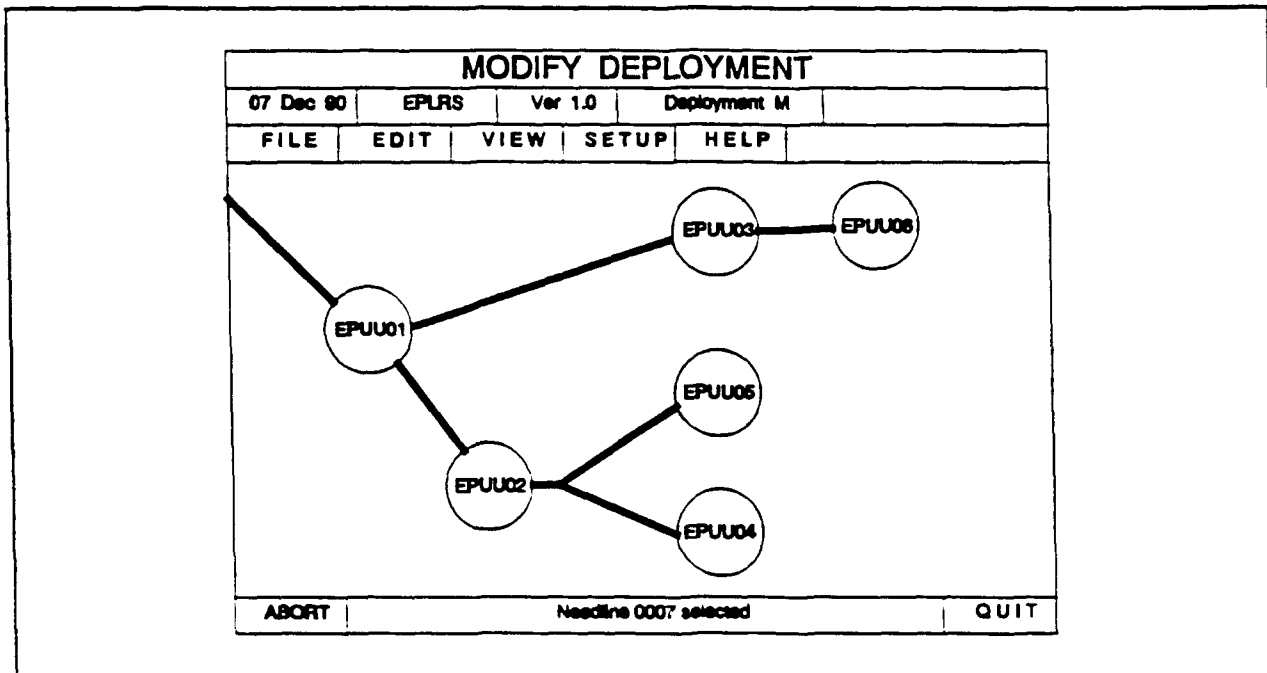 MODIFY DEPLOYMENT
07 Dec 90 EPLRS Ver 1.0 Deployment M
FILE EDIT VIEW SETUP HELP
EPUU03 EPUU06
EPUU01
EPUU05
EPUU02
EPUU04
ABORT Needline 0007 selected QUIT